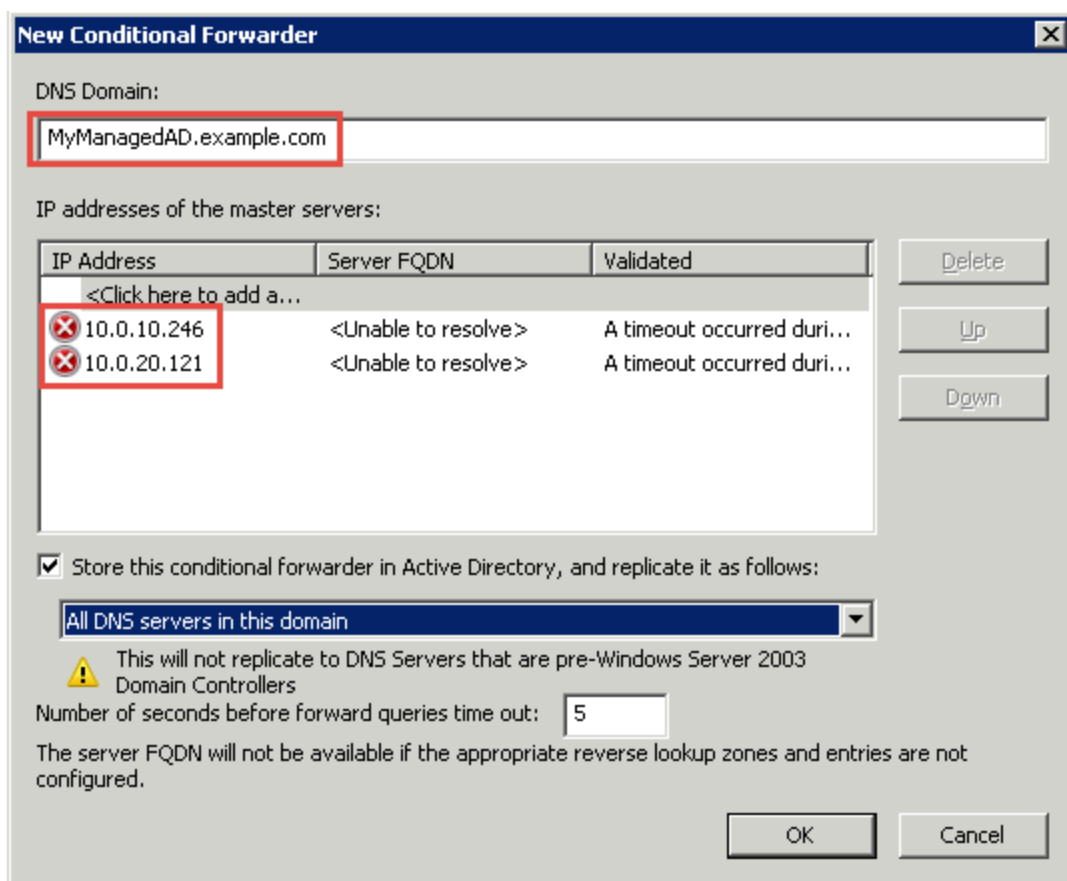 New Conditional Forwarder
DNS Domain:
MyManagedAD.example.com
IP addresses of the master servers:
IP Address Server FQDN Validated Delete
<Click here to add a...
10.0.10.246 <Unable to resolve> A timeout occurred duri... Up
10.0.20.121 <Unable to resolve> A timeout occurred duri...
Down
Store this conditional forwarder in Active Directory, and replicate it as follows:
All DNS servers in this domain
This will not replicate to DNS Servers that are pre-Windows Server 2003
Domain Controllers
Number of seconds before forward queries time out: 5
The server FQDN will not be available if the appropriate reverse lookup zones and entries are not
configured.
OK Cancel